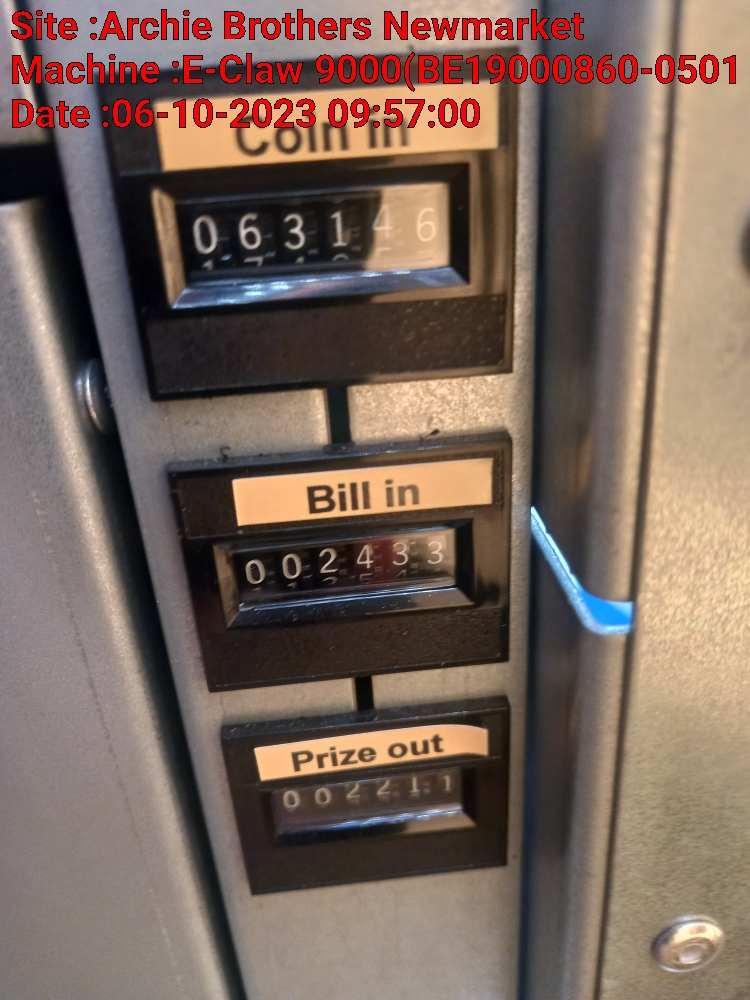 Site :Archie Brothers Newmarket
Machine :E-Claw 9000(BE19000860-0501
Date :06-10-2023 09:57:00
Coin in
063146
Bill in
002433
Prize out
002211